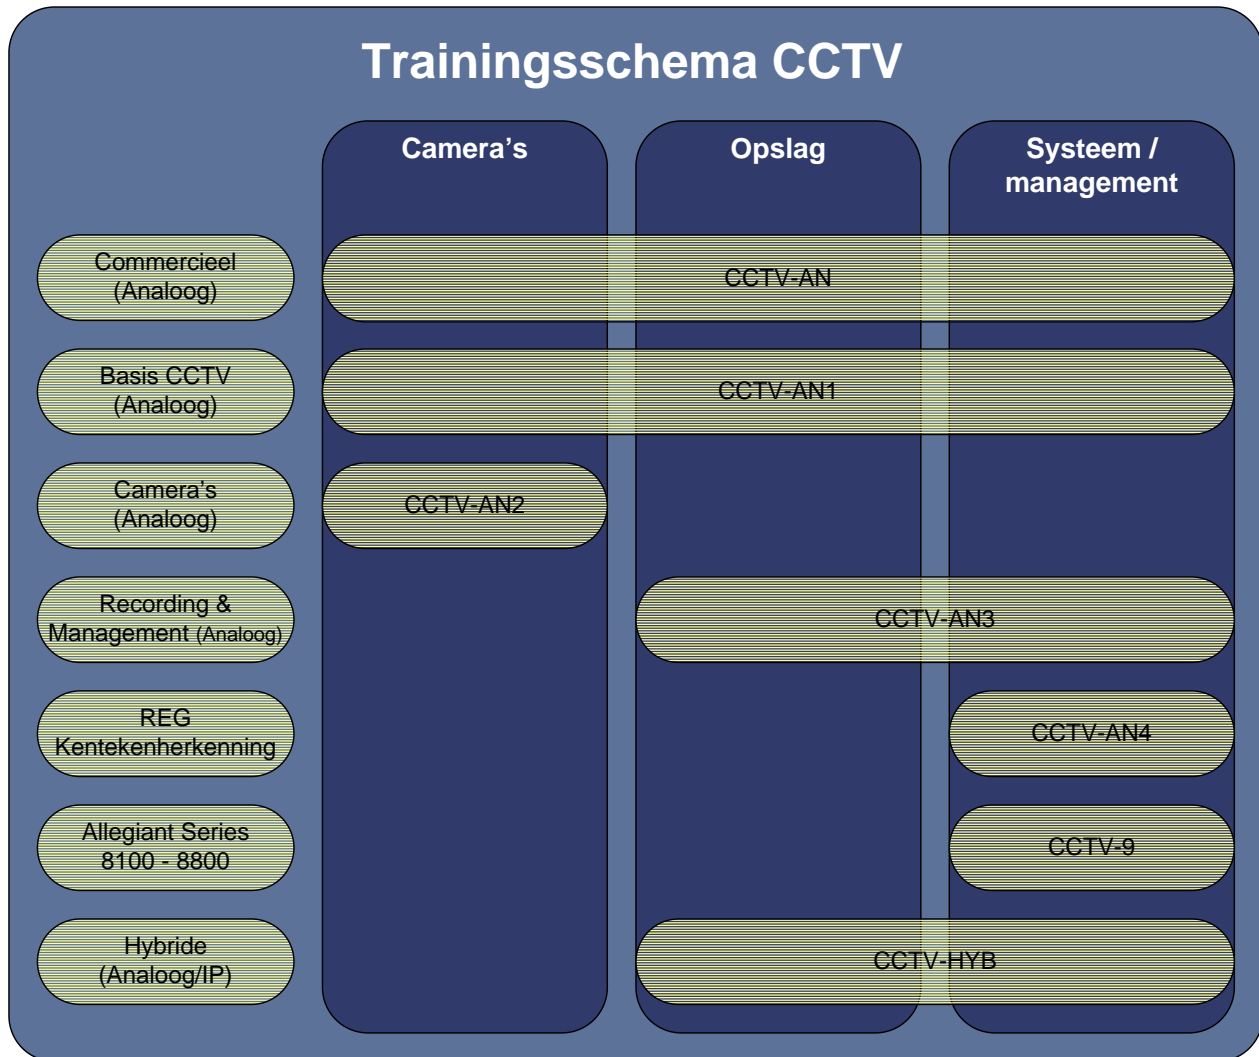 Trainingsschema CCTV
Camera's
Opslag
Systeem /
management
Commercieel
(Analoog)
CCTV-AN
Basis CCTV
(Analoog)
CCTV-AN1
Camera's
(Analoog)
CCTV-AN2
Recording &
Management (Analoog)
CCTV-AN3
REG
Kentekenherkenning
CCTV-AN4
Allegiant Series
8100 - 8800
CCTV-9
Hybride
(Analoog/IP)
CCTV-HYB